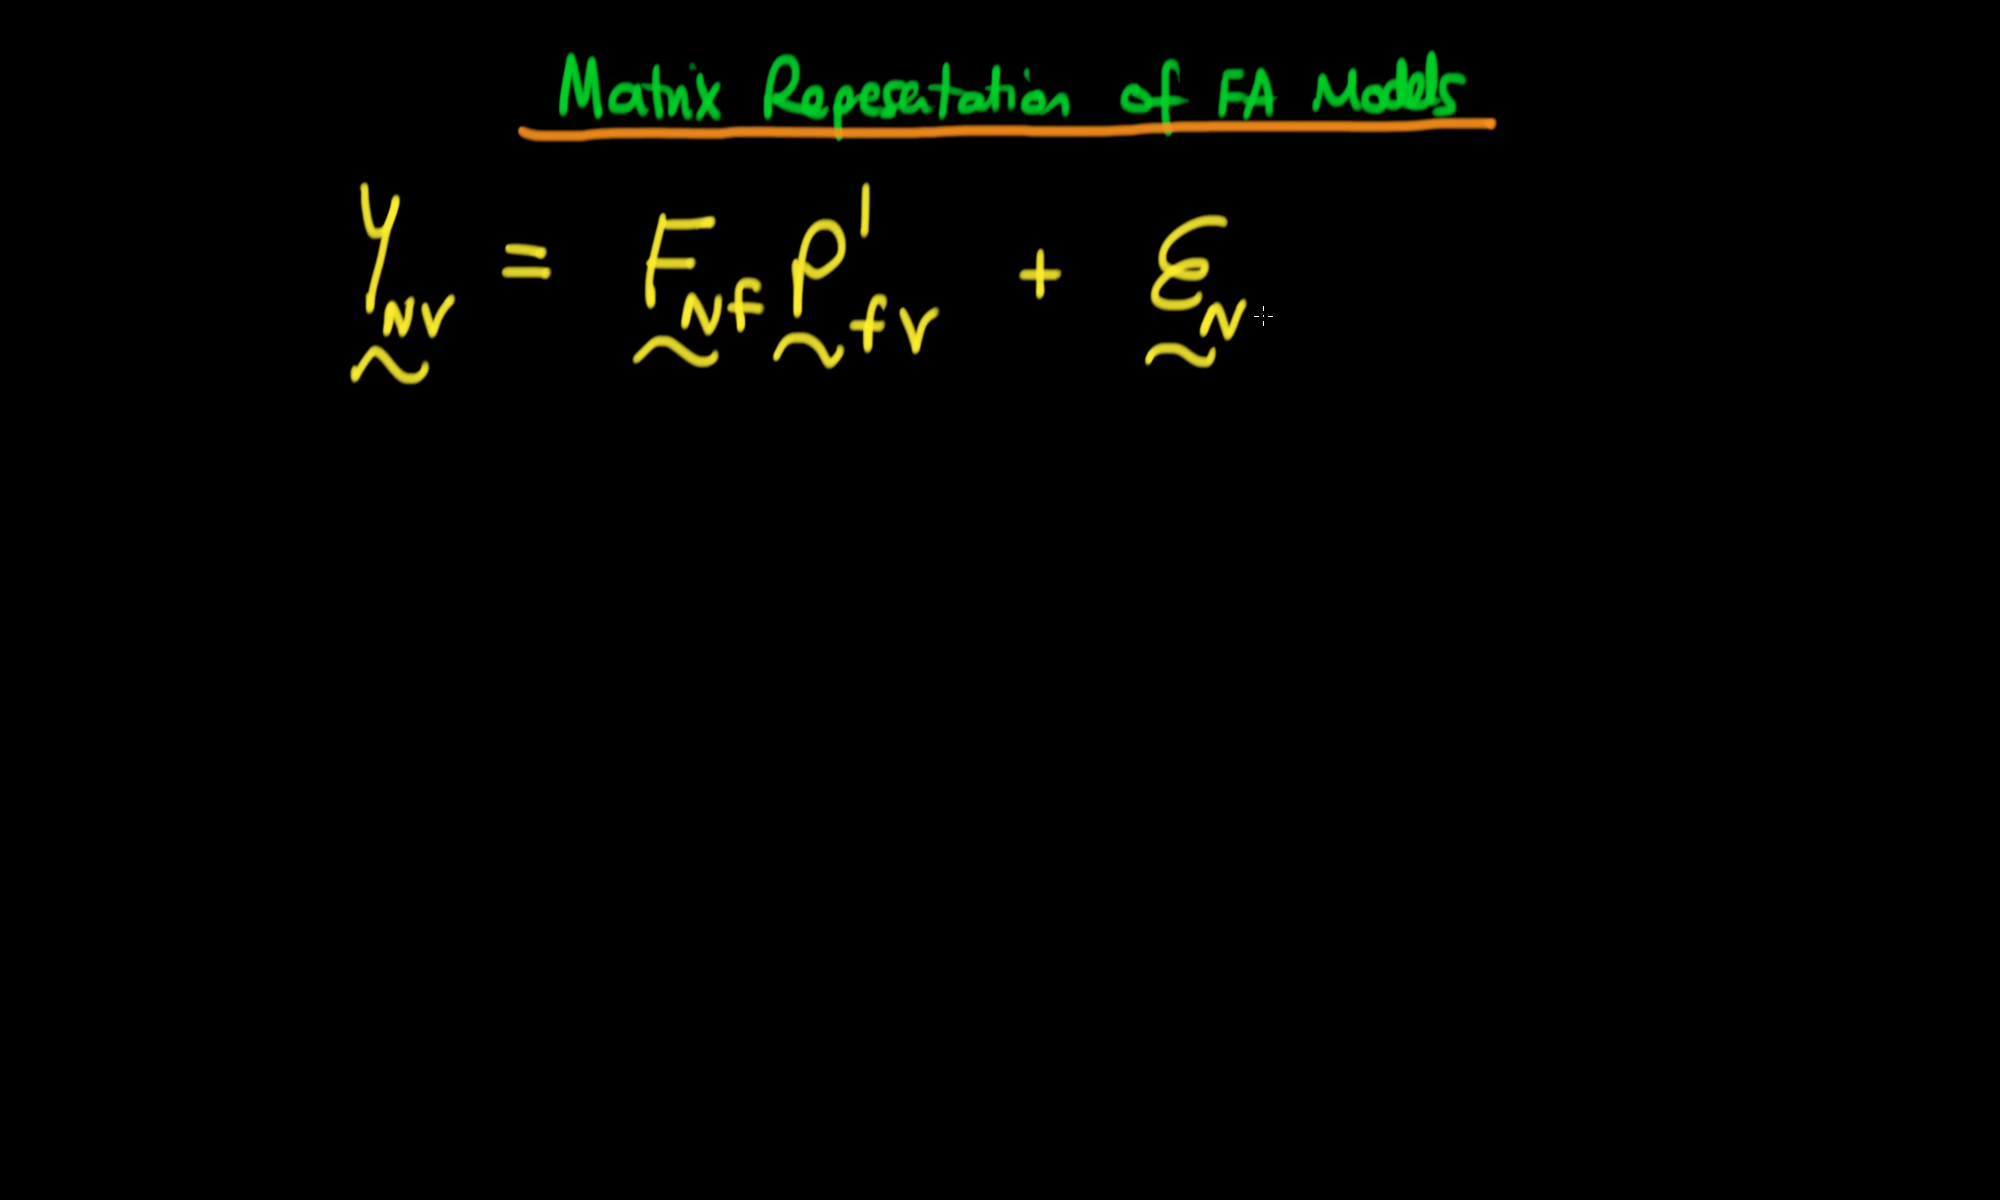 Matrix Repesentation of FA Models
Y_NV = F_Nf P'_fv + ε_N